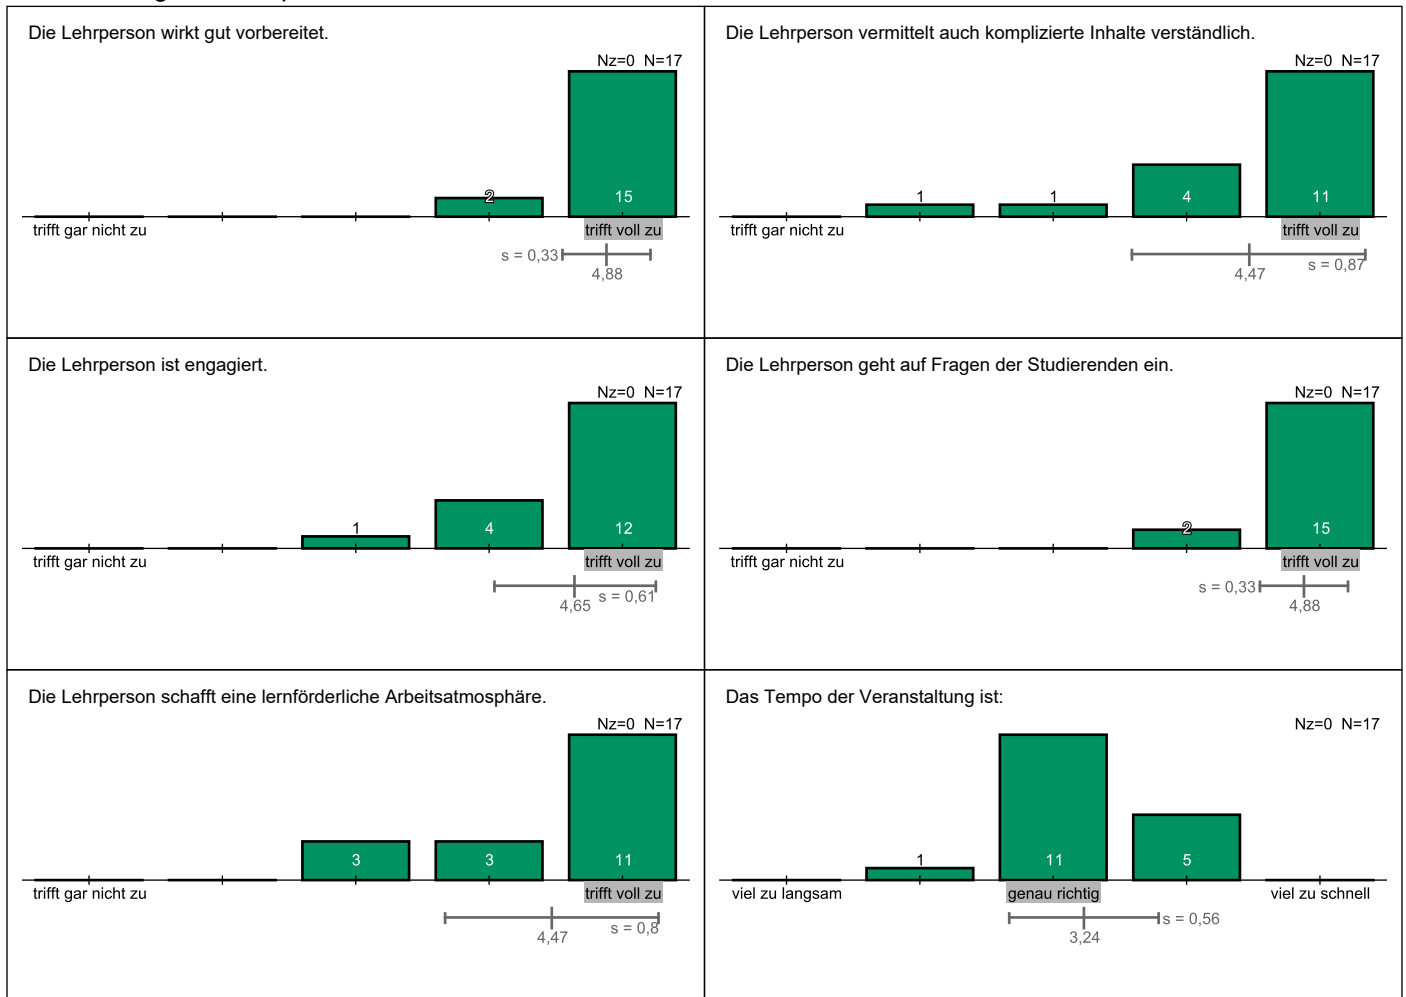 Die Lehrperson wirkt gut vorbereitet.
Nz=0 N=17
2
15
trifft gar nicht zu
trifft voll zu
s = 0,33
4,88
Die Lehrperson vermittelt auch komplizierte Inhalte verständlich.
Nz=0 N=17
1
1
4
11
trifft gar nicht zu
trifft voll zu
s = 0,87
4,47
Die Lehrperson ist engagiert.
Nz=0 N=17
1
4
12
trifft gar nicht zu
trifft voll zu
s = 0,61
4,65
Die Lehrperson geht auf Fragen der Studierenden ein.
Nz=0 N=17
2
15
trifft gar nicht zu
trifft voll zu
s = 0,33
4,88
Die Lehrperson schafft eine lernförderliche Arbeitsatmosphäre.
Nz=0 N=17
3
3
11
trifft gar nicht zu
trifft voll zu
s = 0,8
4,47
Das Tempo der Veranstaltung ist:
Nz=0 N=17
1
11
5
viel zu langsam
genau richtig
viel zu schnell
s = 0,56
3,24